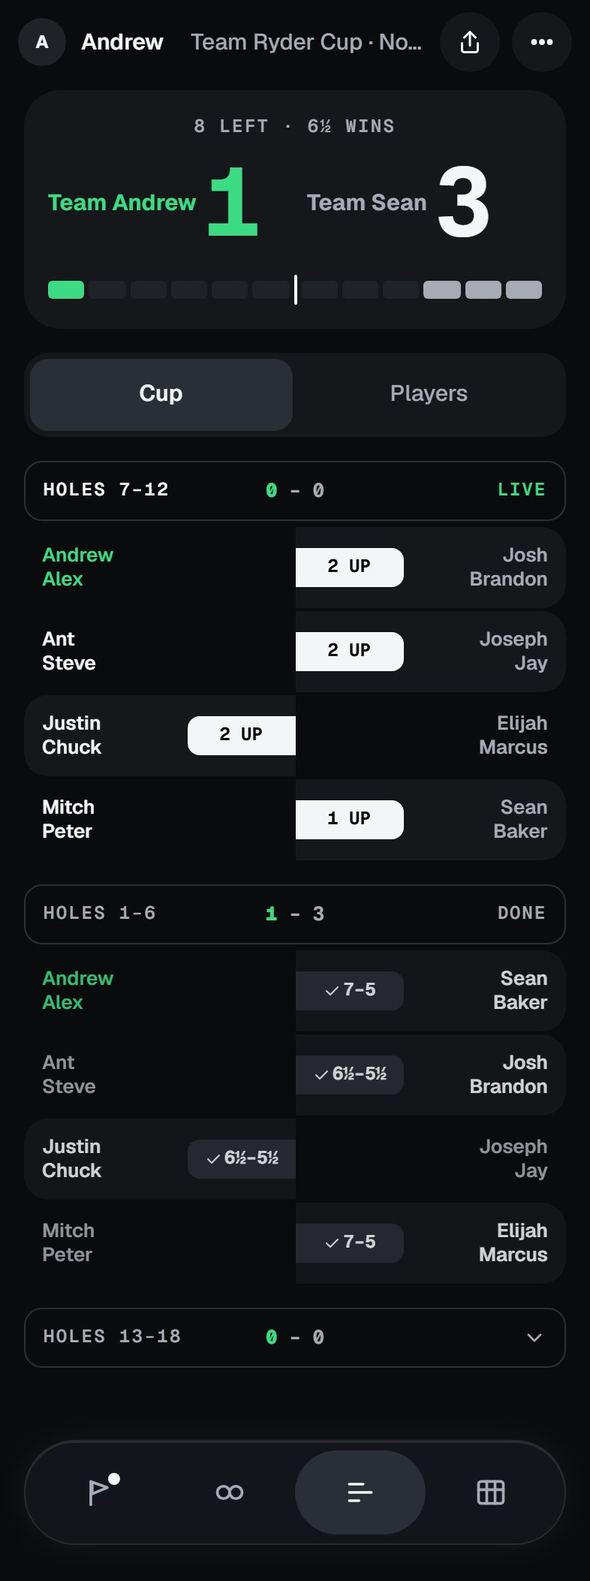 A Andrew Team Ryder Cup · No...
8 LEFT · 6½ WINS
Team Andrew 1 Team Sean 3
Cup Players
HOLES 7-12 0 - 0 LIVE
Andrew
Alex
2 UP
Josh
Brandon
Ant
Steve
2 UP
Joseph
Jay
Justin
Chuck
2 UP
Elijah
Marcus
Mitch
Peter
1 UP
Sean
Baker
HOLES 1-6 1 - 3 DONE
Andrew
Alex
✓ 7-5
Sean
Baker
Ant
Steve
✓ 6½-5½
Josh
Brandon
Justin
Chuck
✓ 6½-5½
Joseph
Jay
Mitch
Peter
✓ 7-5
Elijah
Marcus
HOLES 13-18 0 - 0